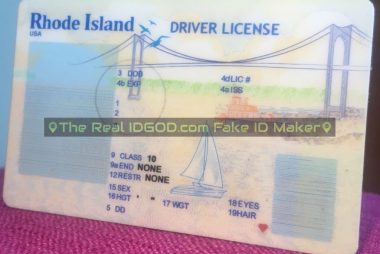 Rhode Island DRIVER LICENSE
USA
3 DOB 4d LIC #
4b EXP 4a ISS
1
2
The Real IDGOD.com Fake ID Maker
9 CLASS 10
9a END NONE
12 RESTR NONE
15 SEX
16 HGT ' " 17 WGT 18 EYES
5 DD 19 HAIR